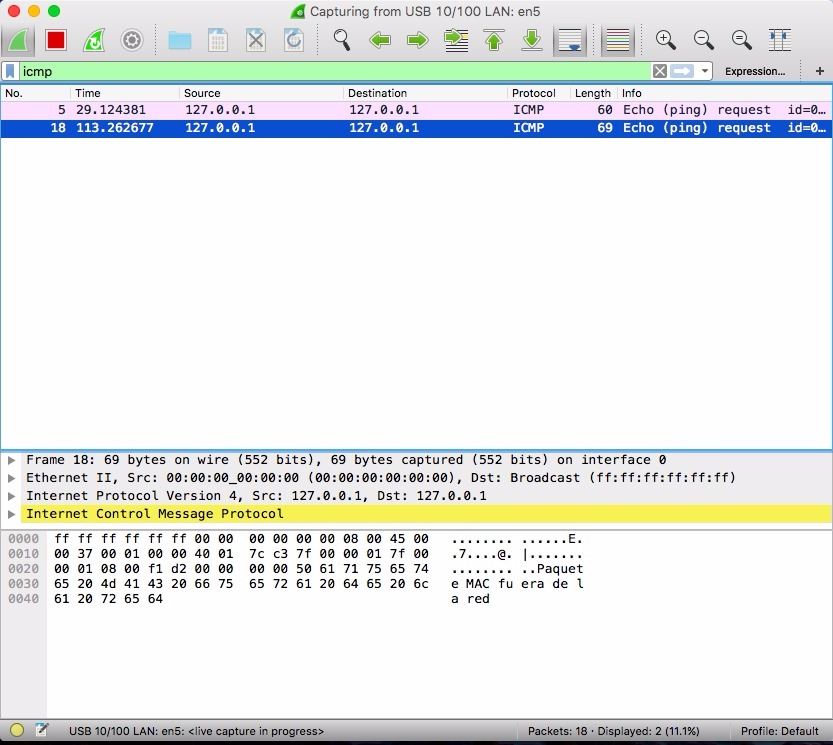 Capturing from USB 10/100 LAN: en5
icmp
Expression... +
No. Time Source Destination Protocol Length Info
5 29.124381 127.0.0.1 127.0.0.1 ICMP 60 Echo (ping) request id=0…
18 113.262677 127.0.0.1 127.0.0.1 ICMP 69 Echo (ping) request id=0…
Frame 18: 69 bytes on wire (552 bits), 69 bytes captured (552 bits) on interface 0
Ethernet II, Src: 00:00:00_00:00:00 (00:00:00:00:00:00), Dst: Broadcast (ff:ff:ff:ff:ff:ff)
Internet Protocol Version 4, Src: 127.0.0.1, Dst: 127.0.0.1
Internet Control Message Protocol
0000 ff ff ff ff ff ff 00 00 00 00 00 00 08 00 45 00 ........ ......E.
0010 00 37 00 01 00 00 40 01 7c c3 7f 00 00 01 7f 00 .7....@. |.......
0020 00 01 08 00 f1 d2 00 00 00 00 50 61 71 75 65 74 ........ ..Paquet
0030 65 20 4d 41 43 20 66 75 65 72 61 20 64 65 20 6c e MAC fu era de l
0040 61 20 72 65 64 a red
USB 10/100 LAN: en5: <live capture in progress> Packets: 18 · Displayed: 2 (11.1%) Profile: Default